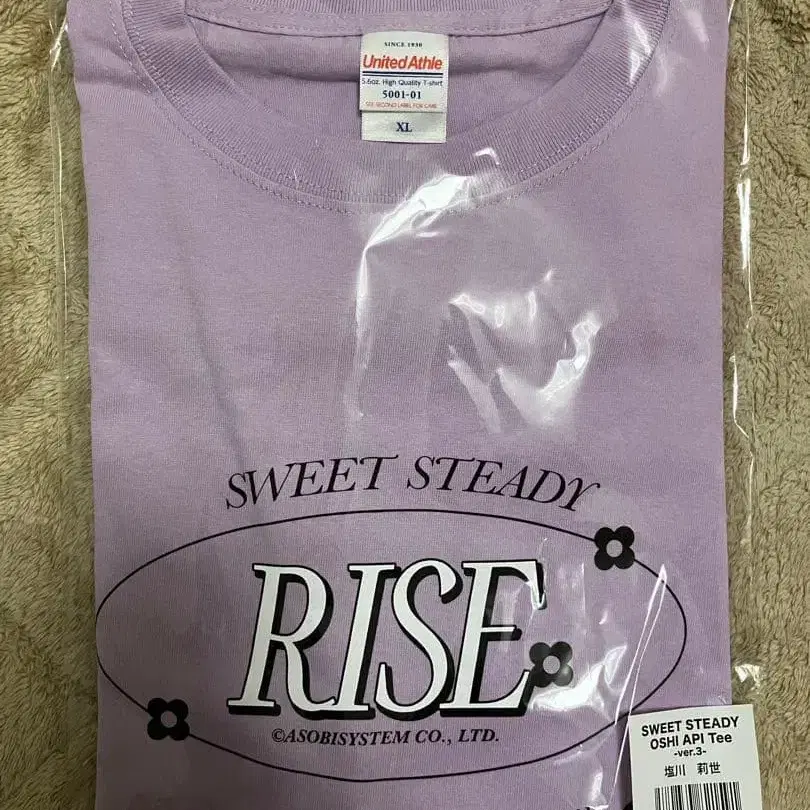 SINCE 1930
United Athle
5.6oz. High Quality T-shirt
5001-01
SEE SECOND LABEL FOR CARE
XL
SWEET STEADY
RISE
©ASOBISYSTEM CO., LTD.
SWEET STEADY
OSHI API Tee
-ver.3-
塩川 莉世